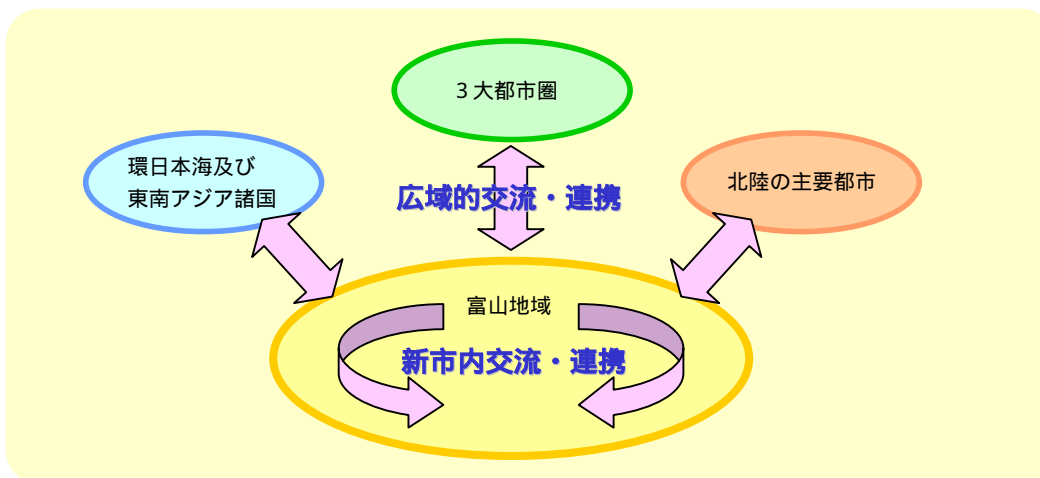 ３大都市圏
環日本海及び
東南アジア諸国
北陸の主要都市
広域的交流・連携
富山地域
新市内交流・連携